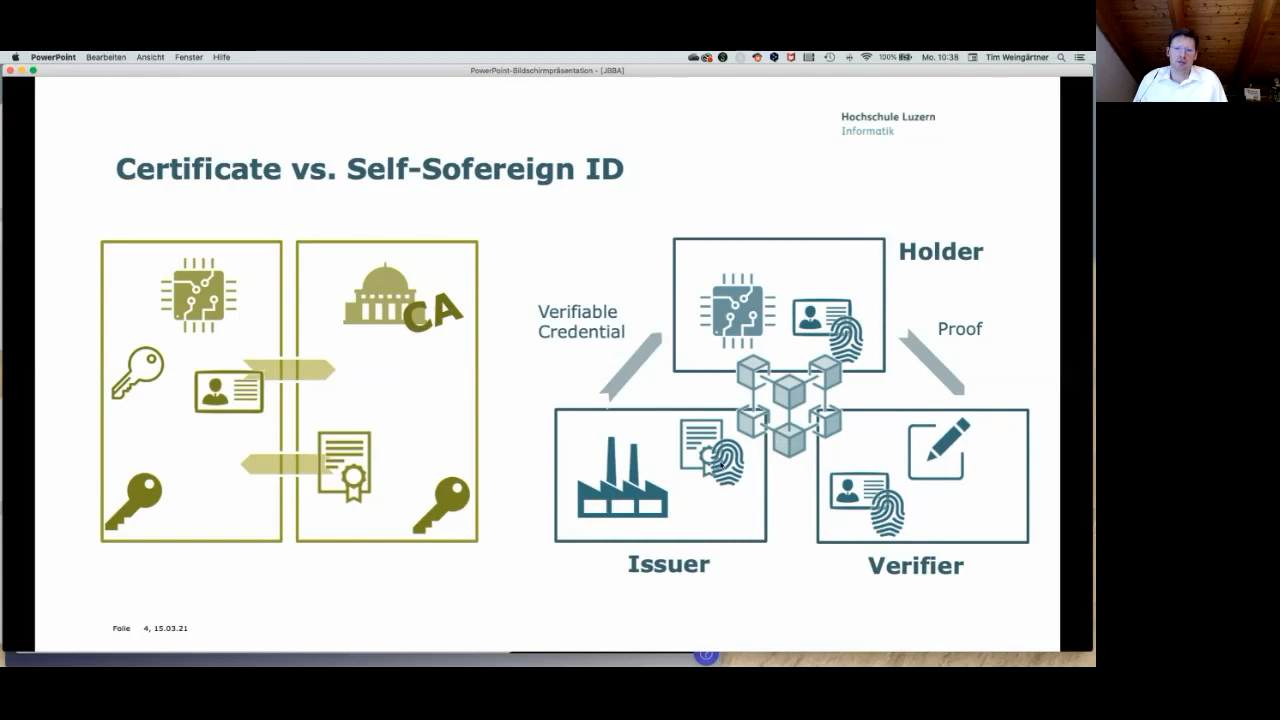 PowerPoint Bearbeiten Ansicht Fenster Hilfe 100% Mo. 10:38 Tim Weingärtner
PowerPoint-Bildschirmpräsentation - [JBBA]
Hochschule Luzern
Informatik
Certificate vs. Self-Sofereign ID
CA
Holder
Verifiable
Credential
Proof
Issuer
Verifier
Folie 4, 15.03.21